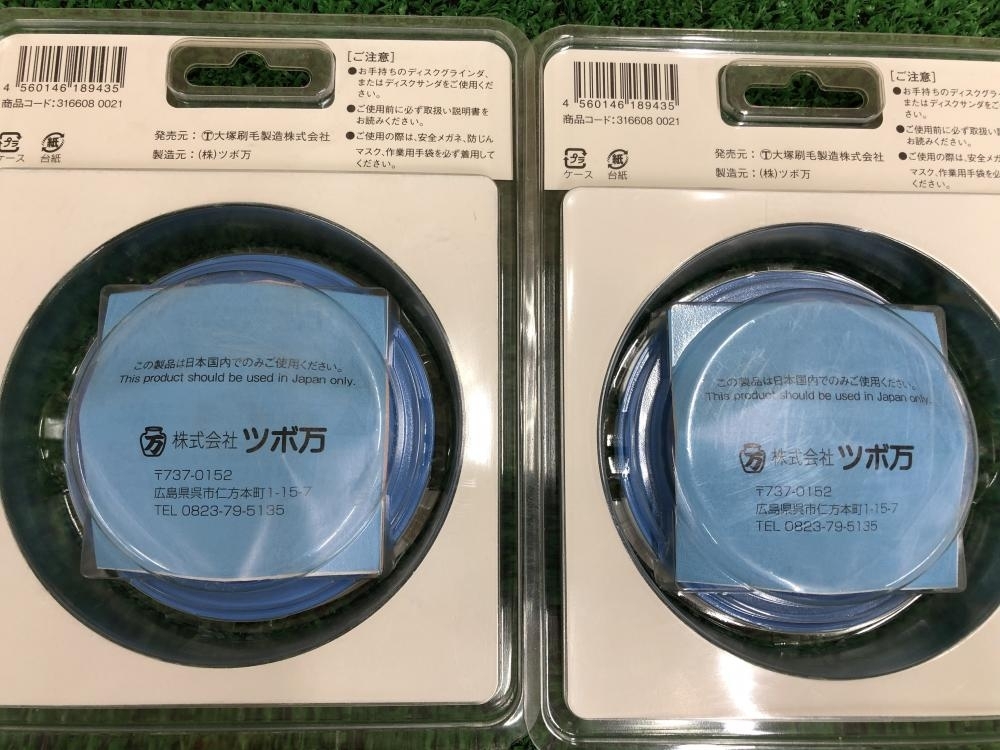 4 560146 189435
商品コード:316608 0021
[ご注意]
●お手持ちのディスクグラインダ、
またはディスクサンダをご使用くだ
さい。
●ご使用前に必ず取扱い説明書を
お読みください。
●ご使用の際は、安全メガネ、防じん
マスク、作業用手袋を必ず着用して
ください。
プラ
ケース
紙
台紙
発売元:Ⓣ大塚刷毛製造株式会社
製造元:(株)ツボ万
この製品は日本国内でのみご使用ください。
This product should be used in Japan only.
万 株式会社 ツボ万
〒737-0152
広島県呉市仁方本町1-15-7
TEL 0823-79-5135
4 560146 189435
商品コード:316608 0021
[ご注意]
●お手持ちのディスクグラ
またはディスクサンダをご
さい。
●ご使用前に必ず取扱い
お読みください。
●ご使用の際は、安全メガ
マスク、作業用手袋を必
ください。
プラ
ケース
紙
台紙
発売元:Ⓣ大塚刷毛製造株式会社
製造元:(株)ツボ万
この製品は日本国内でのみご使用ください。
This product should be used in Japan only.
万 株式会社 ツボ万
〒737-0152
広島県呉市仁方本町1-15-7
TEL 0823-79-5135